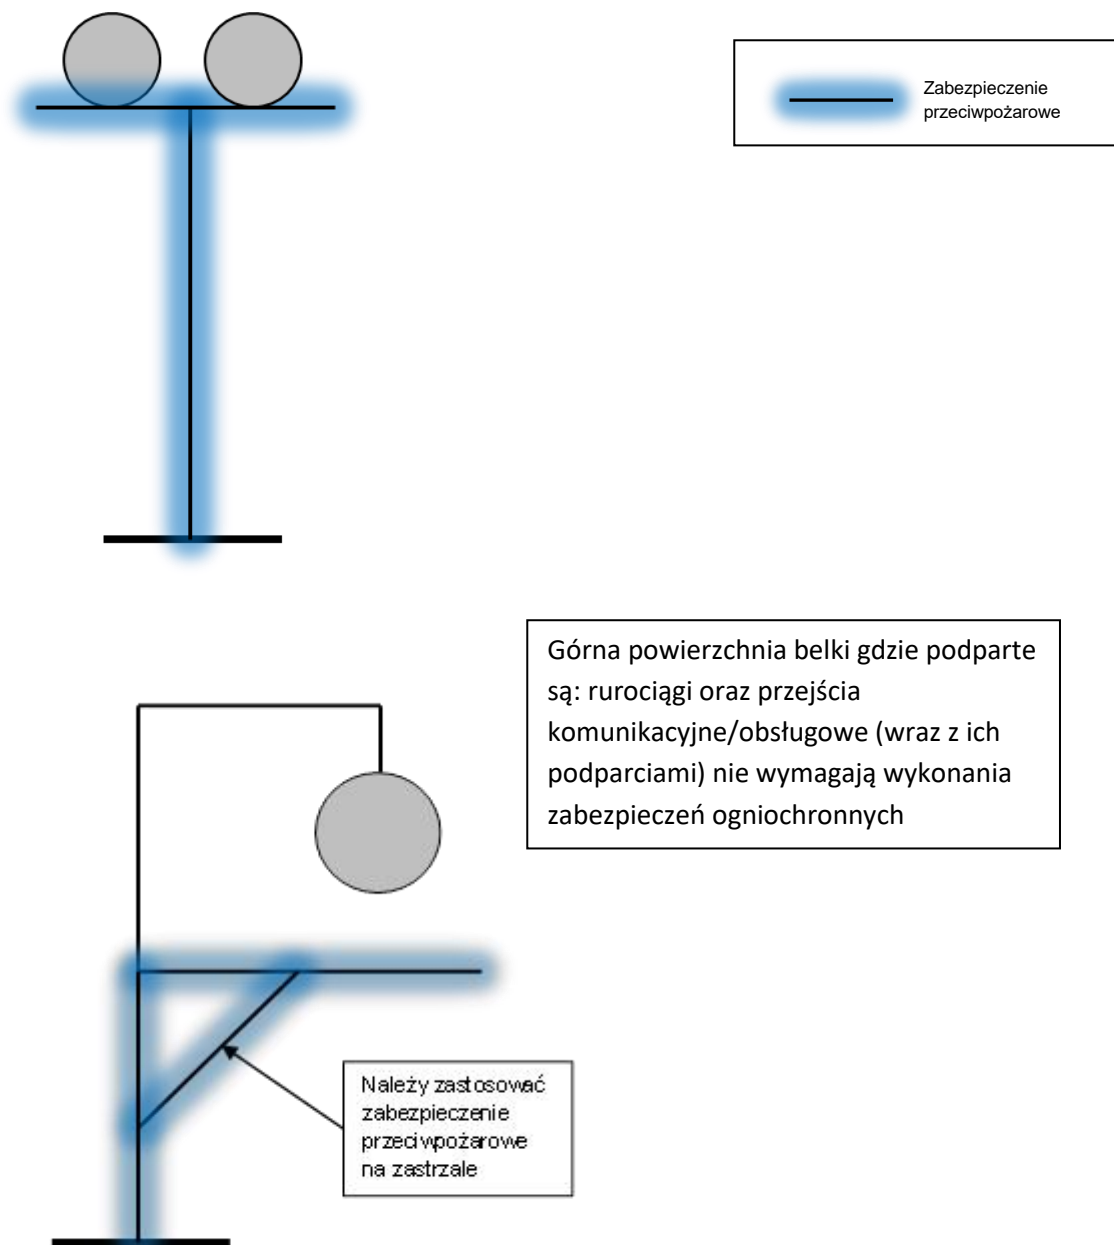 Zabezpieczenie
przeciwpożarowe
Górna powierzchnia belki gdzie podparte
są: rurociągi oraz przejścia
komunikacyjne/obsługowe (wraz z ich
podparciami) nie wymagają wykonania
zabezpieczeń ogniochronnych
Należy zastosować
zabezpieczenie
przeciwpożarowe
na zastrzale